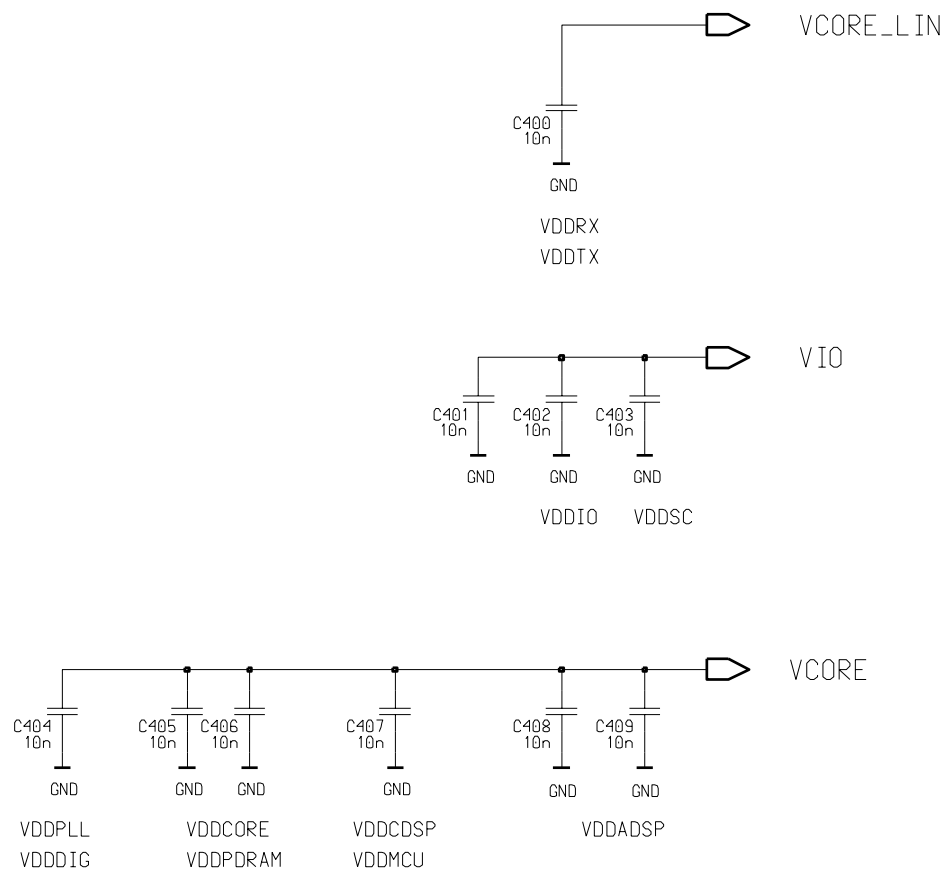 VCORE_LIN
C400
10n
GND
VDDRX
VDDTX
VIO
C401 C402 C403
10n 10n 10n
GND GND GND
VDDIO VDDSC
VCORE
C404 C405 C406 C407 C408 C409
10n 10n 10n 10n 10n 10n
GND GND GND GND GND GND
VDDPLL VDDCORE VDDCDSP VDDADSP
VDDDIG VDDPDRAM VDDMCU